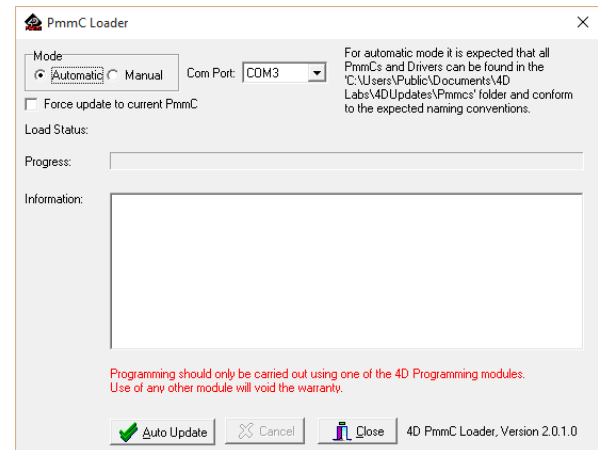 PmmC Loader
Mode
Automatic Manual
Com Port: COM3
For automatic mode it is expected that all
PmmCs and Drivers can be found in the
'C:\Users\Public\Documents\4D
Labs\4DUpdates\Pmmcs' folder and conform
to the expected naming conventions.
Force update to current PmmC
Load Status:
Progress:
Information:
Programming should only be carried out using one of the 4D Programming modules.
Use of any other module will void the warranty.
Auto Update Cancel Close 4D PmmC Loader, Version 2.0.1.0